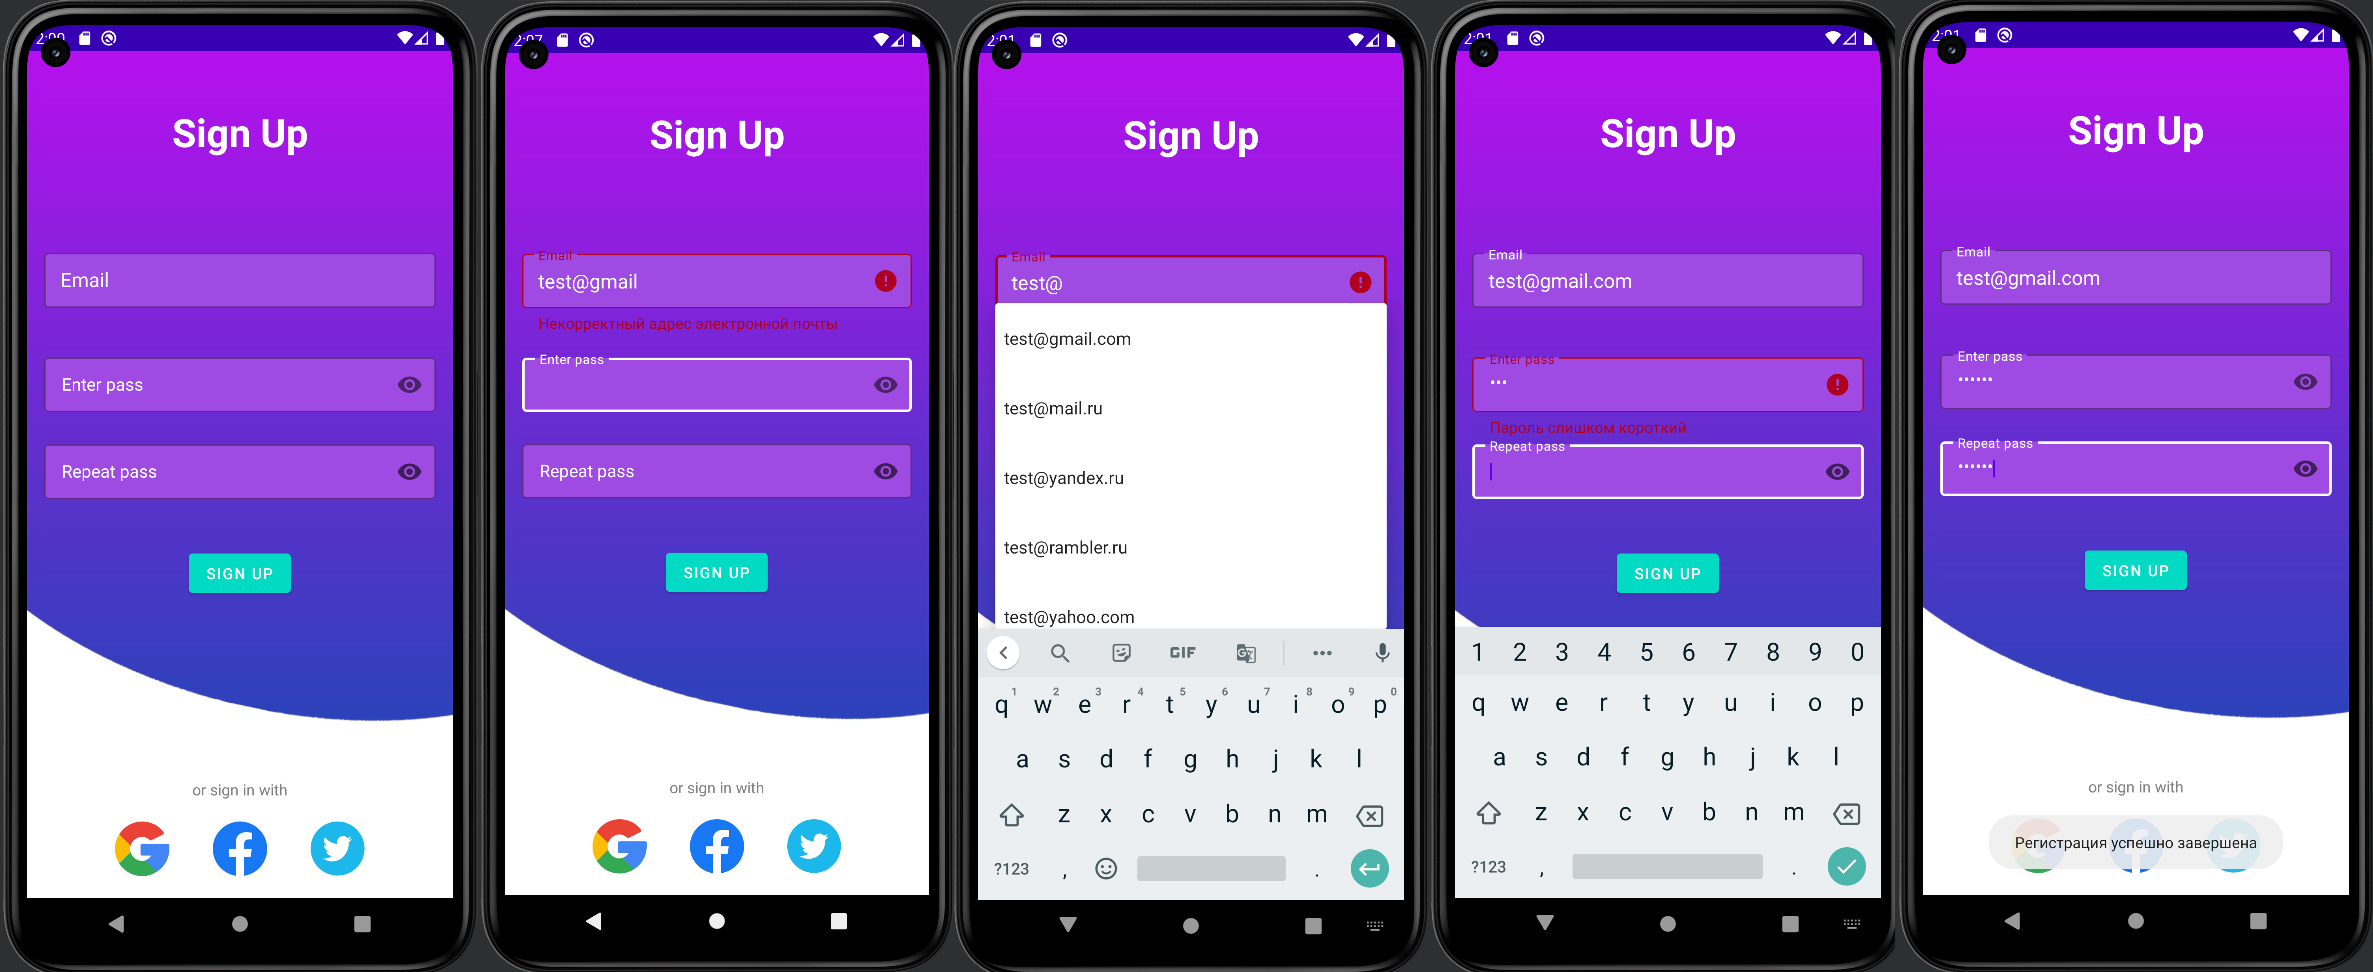 2:00
Sign Up
Email
Enter pass
Repeat pass
SIGN UP
or sign in with
2:07
Sign Up
Email
test@gmail
Некорректный адрес электронной почты
Enter pass
Repeat pass
SIGN UP
or sign in with
2:01
Sign Up
Email
test@
test@gmail.com
test@mail.ru
test@yandex.ru
test@rambler.ru
test@yahoo.com
GIF
1 2 3 4 5 6 7 8 9 0
q w e r t y u i o p
a s d f g h j k l
z x c v b n m
?123 , .
2:01
Sign Up
Email
test@gmail.com
Enter pass
•••
Пароль слишком короткий
Repeat pass
SIGN UP
1 2 3 4 5 6 7 8 9 0
q w e r t y u i o p
a s d f g h j k l
z x c v b n m
?123 , .
2:01
Sign Up
Email
test@gmail.com
Enter pass
••••••
Repeat pass
••••••
SIGN UP
or sign in with
Регистрация успешно завершена